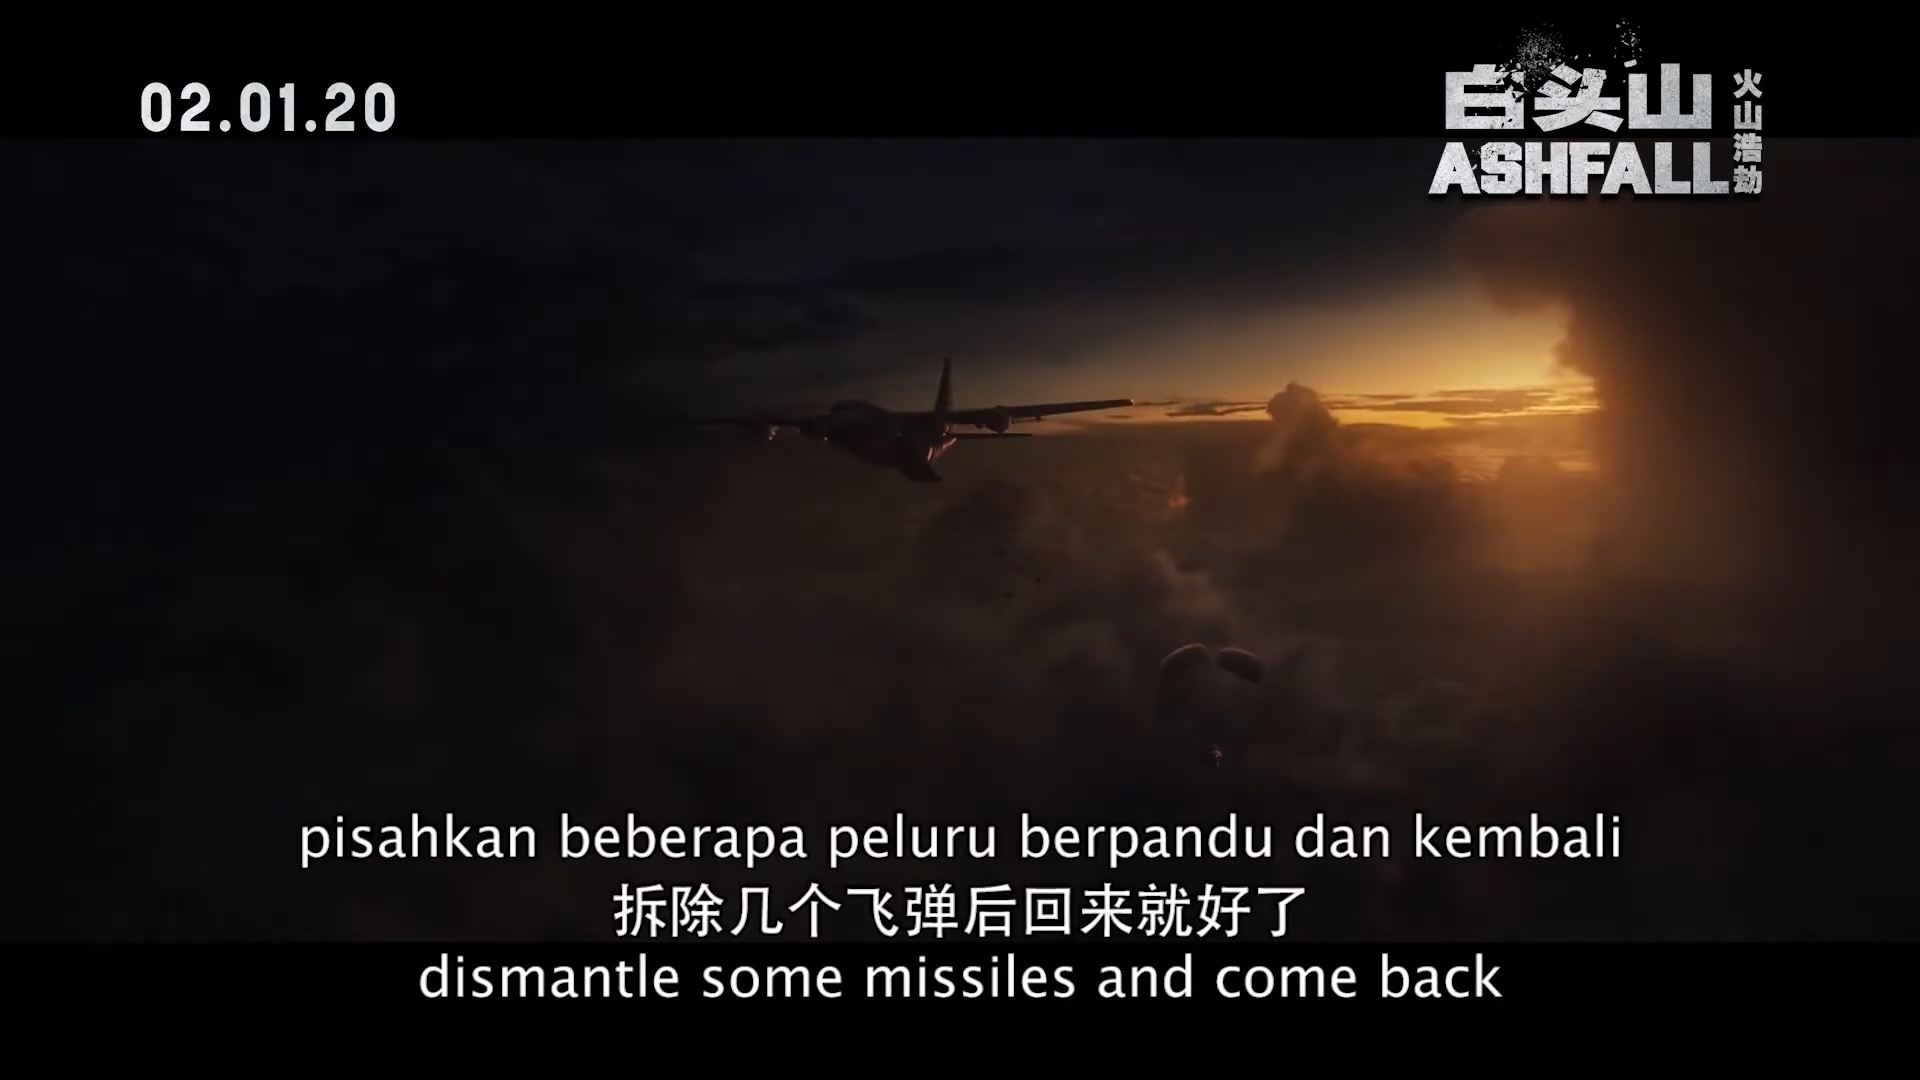 02.01.20
白头山
ASHFALL
火山浩劫
pisahkan beberapa peluru berpandu dan kembali
拆除几个飞弹后回来就好了
dismantle some missiles and come back